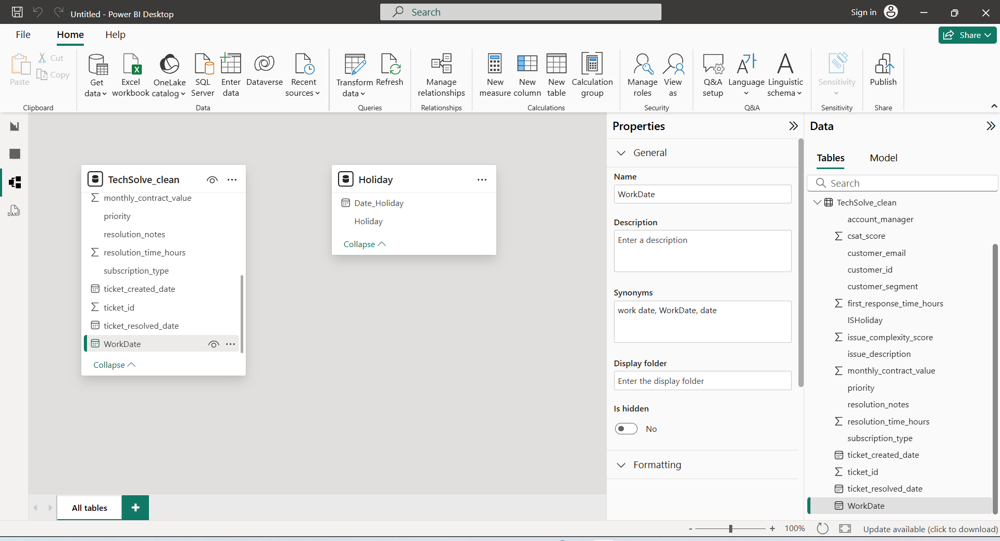 Untitled - Power BI Desktop
Search
Sign in
File
Home
Help
Share
Paste
Cut
Copy
Clipboard
Get data
Excel workbook
OneLake catalog
SQL Server
Enter data
Dataverse
Recent sources
Data
Transform data
Refresh
Queries
Manage relationships
Relationships
New measure
New column
New table
Calculation group
Calculations
Manage roles
View as
Security
Q&A setup
Language
Linguistic schema
Q&A
Sensitivity
Sensitivity
Publish
Share
DAX
TechSolve_clean
monthly_contract_value
priority
resolution_notes
resolution_time_hours
subscription_type
ticket_created_date
ticket_id
ticket_resolved_date
WorkDate
Collapse
Holiday
Date_Holiday
Holiday
Collapse
Properties
General
Name
WorkDate
Description
Enter a description
Synonyms
work date, WorkDate, date
Display folder
Enter the display folder
Is hidden
No
Formatting
Data
Tables
Model
Search
TechSolve_clean
account_manager
csat_score
customer_email
customer_id
customer_segment
first_response_time_hours
ISHoliday
issue_complexity_score
issue_description
monthly_contract_value
priority
resolution_notes
resolution_time_hours
subscription_type
ticket_created_date
ticket_id
ticket_resolved_date
WorkDate
All tables
100%
Update available (click to download)